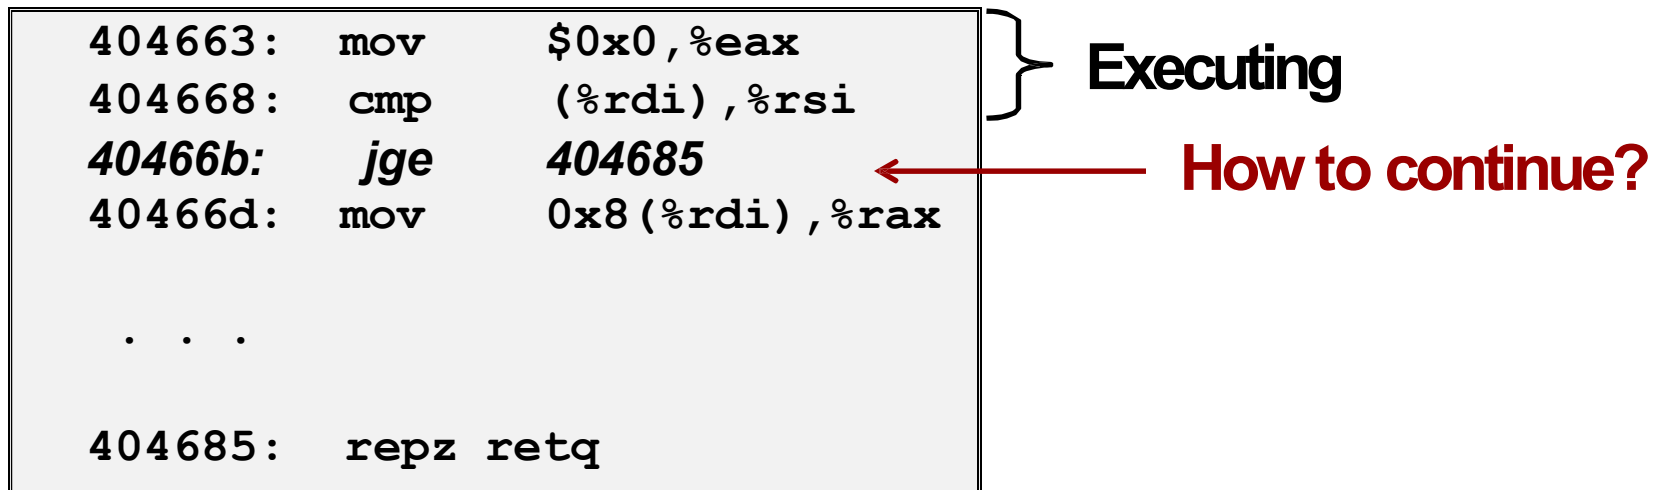 404663: mov $0x0,%eax
Executing
404668: cmp (%rdi),%rsi
40466b: jge 404685
How to continue?
40466d: mov 0x8(%rdi),%rax
. . .
404685: repz retq